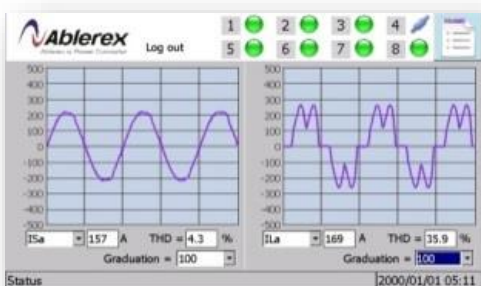 Ablerex
Log out
1 2 3 4
5 6 7 8
500
400
300
200
100
0
-100
-200
-300
-400
-500
500
400
300
200
100
0
-100
-200
-300
-400
-500
ISa 157 A THD = 4.3 %
Graduation = 100
ILa 169 A THD = 35.9 %
Graduation = 100
Status
2000/01/01 05:11